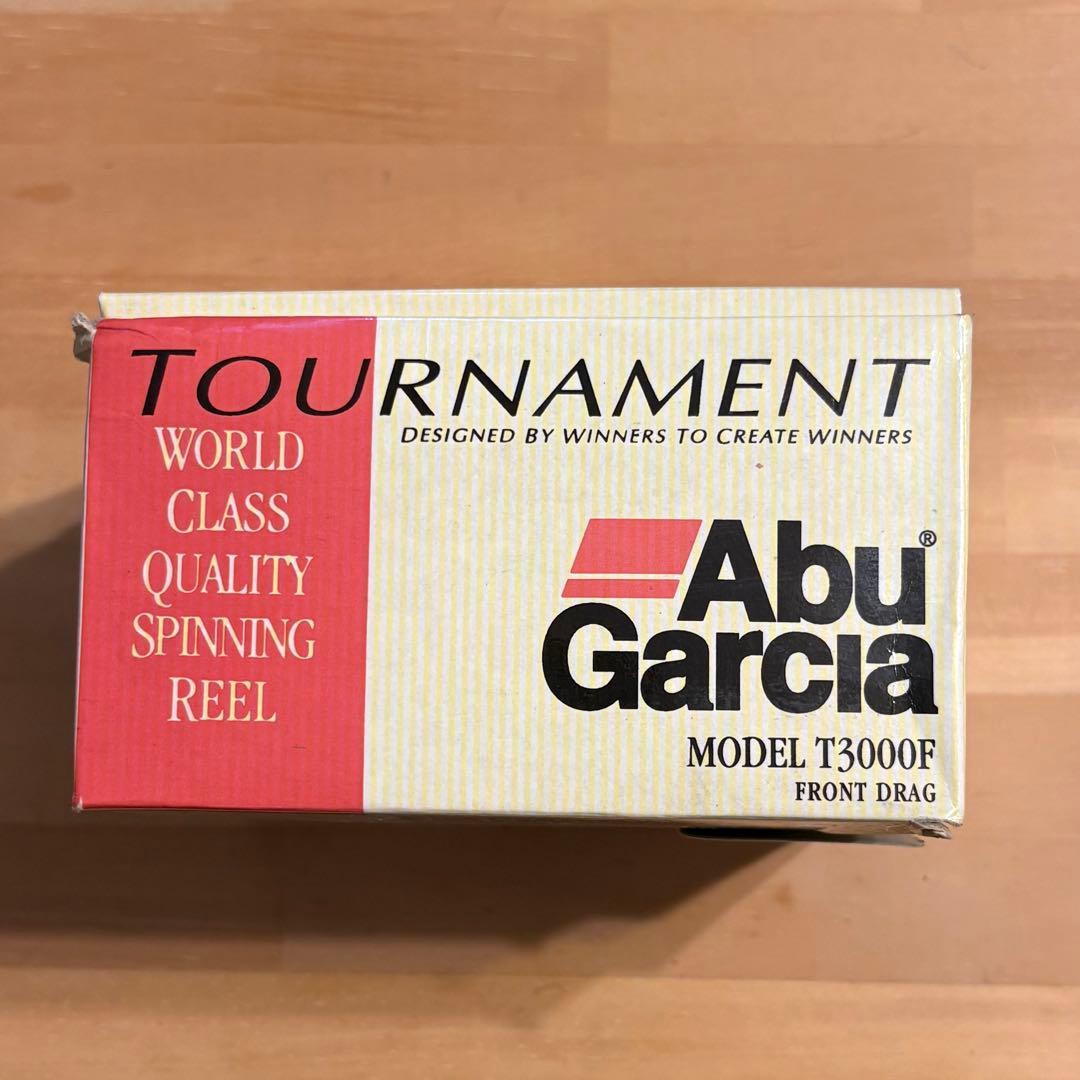 TOURNAMENT
DESIGNED BY WINNERS TO CREATE WINNERS
WORLD
CLASS
QUALITY
SPINNING
REEL
Abu®
Garcia
MODEL T3000F
FRONT DRAG